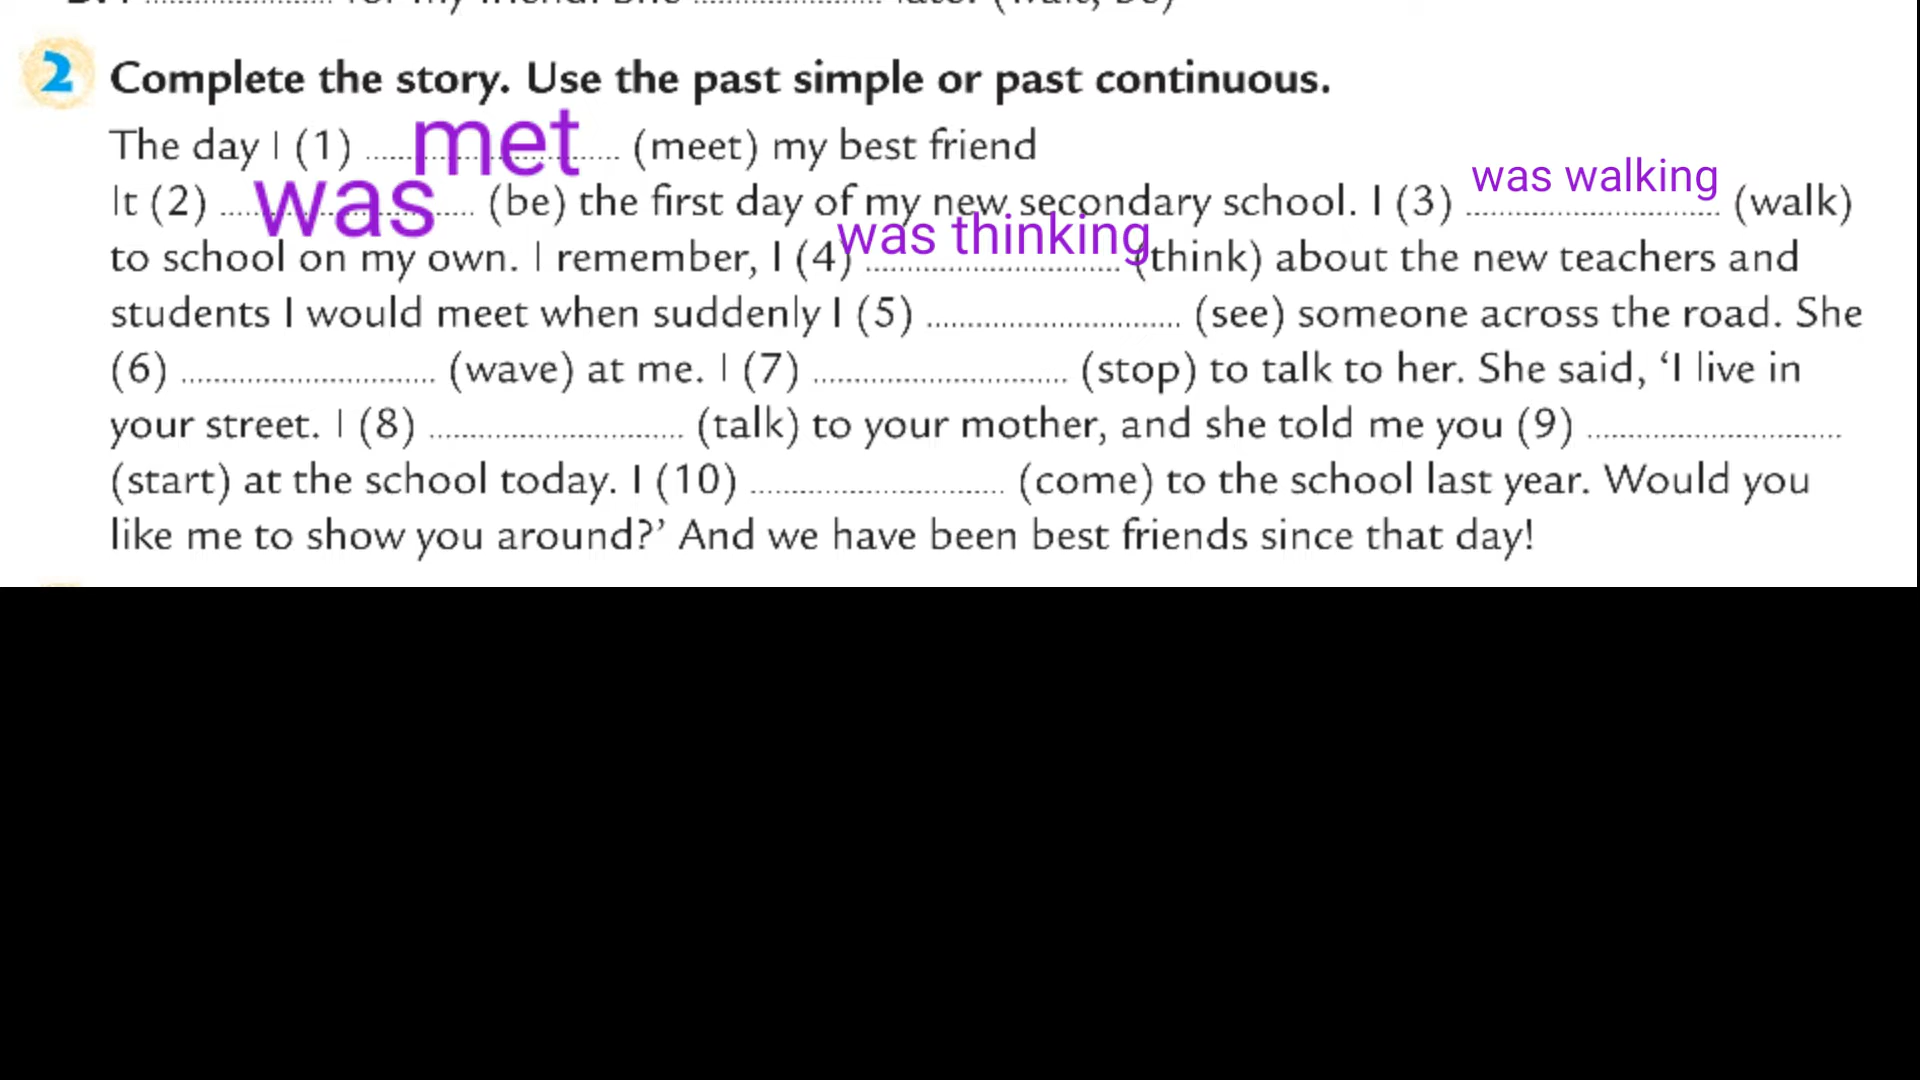 2 Complete the story. Use the past simple or past continuous.
The day I (1) met (meet) my best friend
It (2) was (be) the first day of my new secondary school. I (3) was walking (walk)
to school on my own. I remember, I (4) was thinking (think) about the new teachers and
students I would meet when suddenly I (5) ........................... (see) someone across the road. She
(6) ........................... (wave) at me. I (7) ........................... (stop) to talk to her. She said, ‘I live in
your street. I (8) ........................... (talk) to your mother, and she told me you (9) ...........................
(start) at the school today. I (10) ........................... (come) to the school last year. Would you
like me to show you around?’ And we have been best friends since that day!